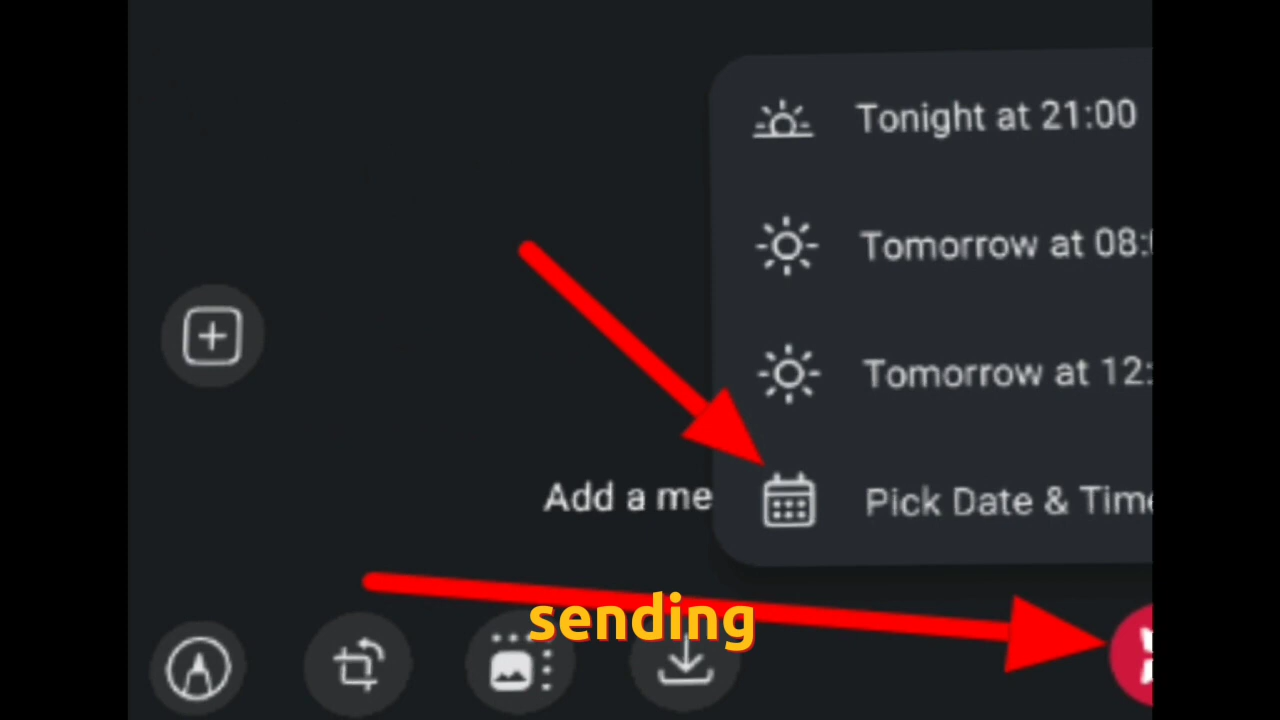 Tonight at 21:00
Tomorrow at 08:
Tomorrow at 12:
Add a me
Pick Date & Time
sending